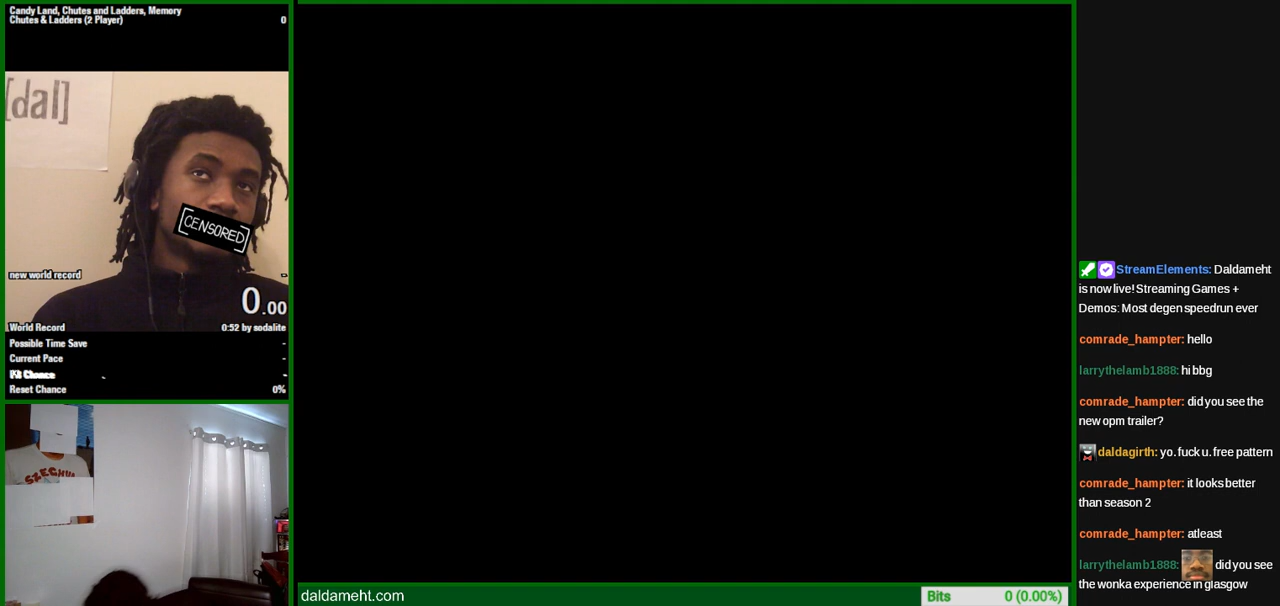 Candy Land, Chutes and Ladders, Memory
Chutes & Ladders (2 Player) 0
[dal]
CENSORED
new world record -
0.00
World Record 0:52 by sodalite
Possible Time Save -
Current Pace -
Chance -
Reset Chance 0%
daldameht.com
Bits 0 (0.00%)
StreamElements: Daldameht
is now live! Streaming Games +
Demos: Most degen speedrun ever
comrade_hampter: hello
larrythelamb1888: hi bbg
comrade_hampter: did you see the
new opm trailer?
daldagirth: yo. fuck u. free pattern
comrade_hampter: it looks better
than season 2
comrade_hampter: atleast
larrythelamb1888: did you see
the wonka experience in glasgow